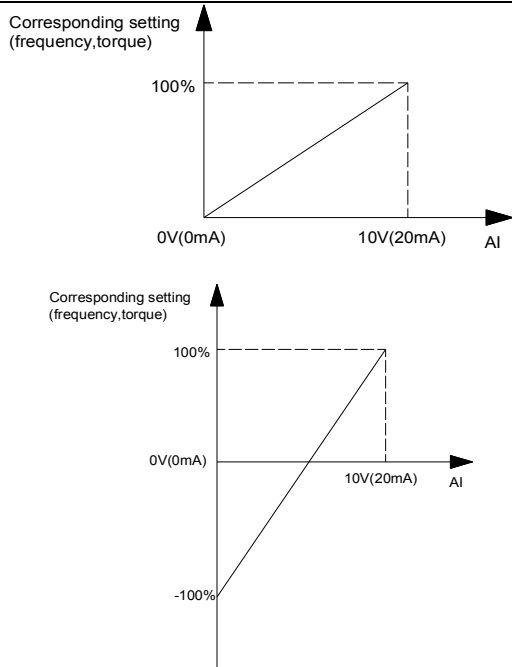 Corresponding setting
(frequency,torque)
100%
0V(0mA)
10V(20mA)
AI
Corresponding setting
(frequency,torque)
100%
0V(0mA)
10V(20mA)
AI
-100%